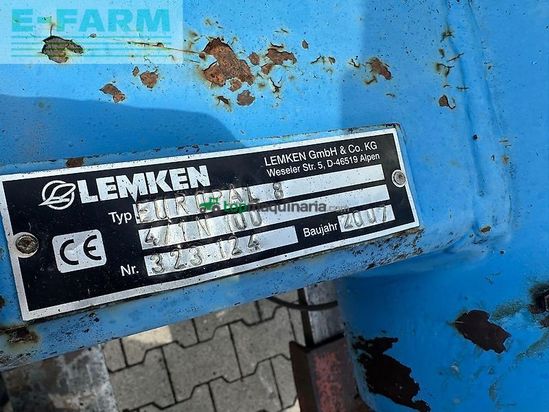 E-FARM
LEMKEN GmbH & Co. KG
Weseler Str. 5, D-46519 Alpen
LEMKEN
Typ EUROPAL 8
4/1N 100
CE
Nr. 323 124 Baujahr 2007